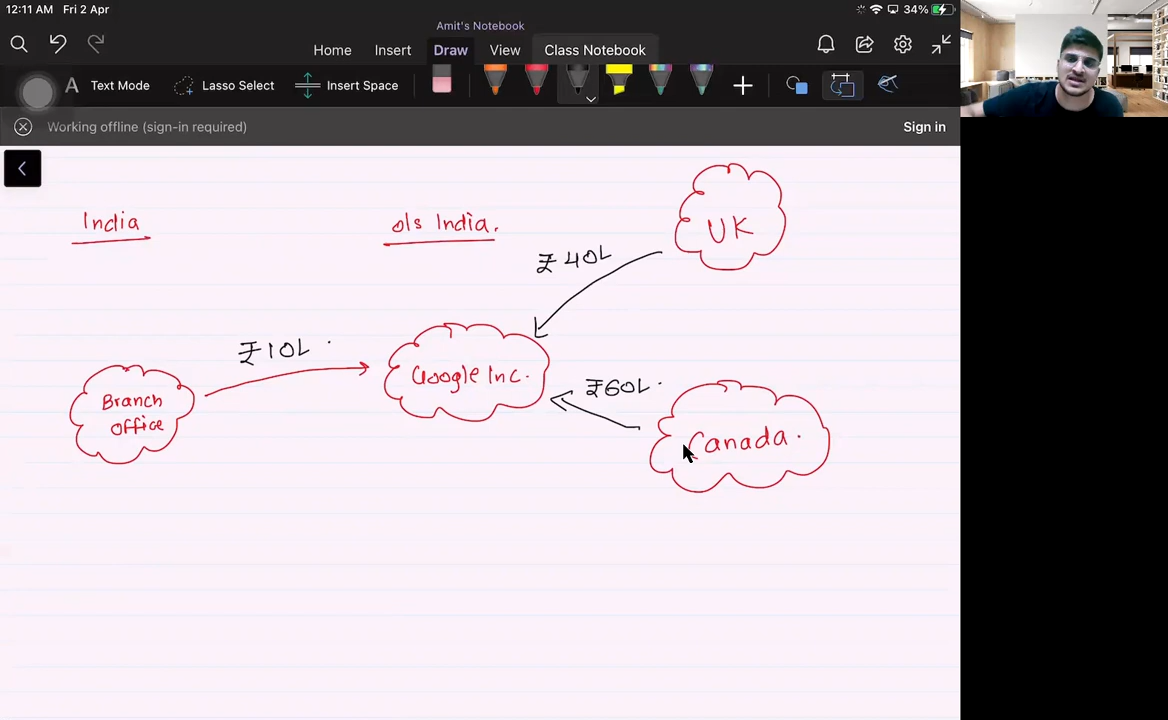 12:11 AM Fri 2 Apr
34%
Amit's Notebook
Home Insert Draw View Class Notebook
Text Mode Lasso Select Insert Space
Working offline (sign-in required) Sign in
India
o/s India.
UK
₹40L
₹10L
Google Inc.
₹60L
Branch
office
Canada.